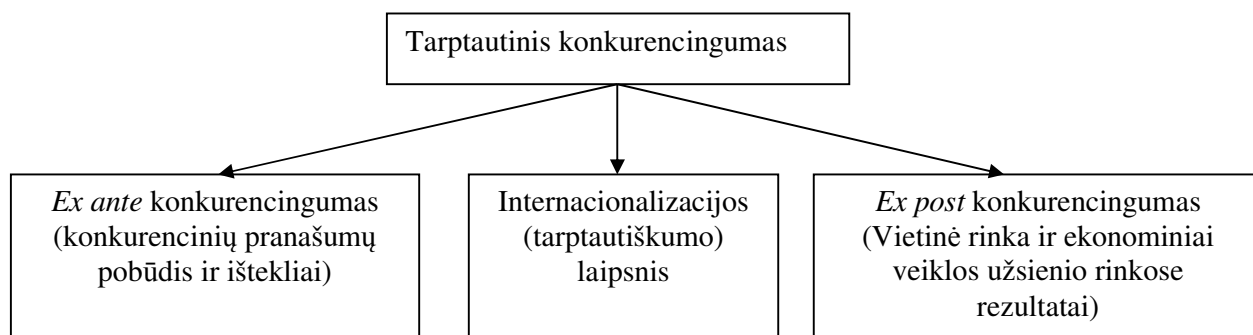 Tarptautinis konkurencingumas
Ex ante konkurencingumas
(konkurencinių pranašumų
pobūdis ir ištekliai)
Internacionalizacijos
(tarptautiškumo)
laipsnis
Ex post konkurencingumas
(Vietinė rinka ir ekonominiai
veiklos užsienio rinkose
rezultatai)